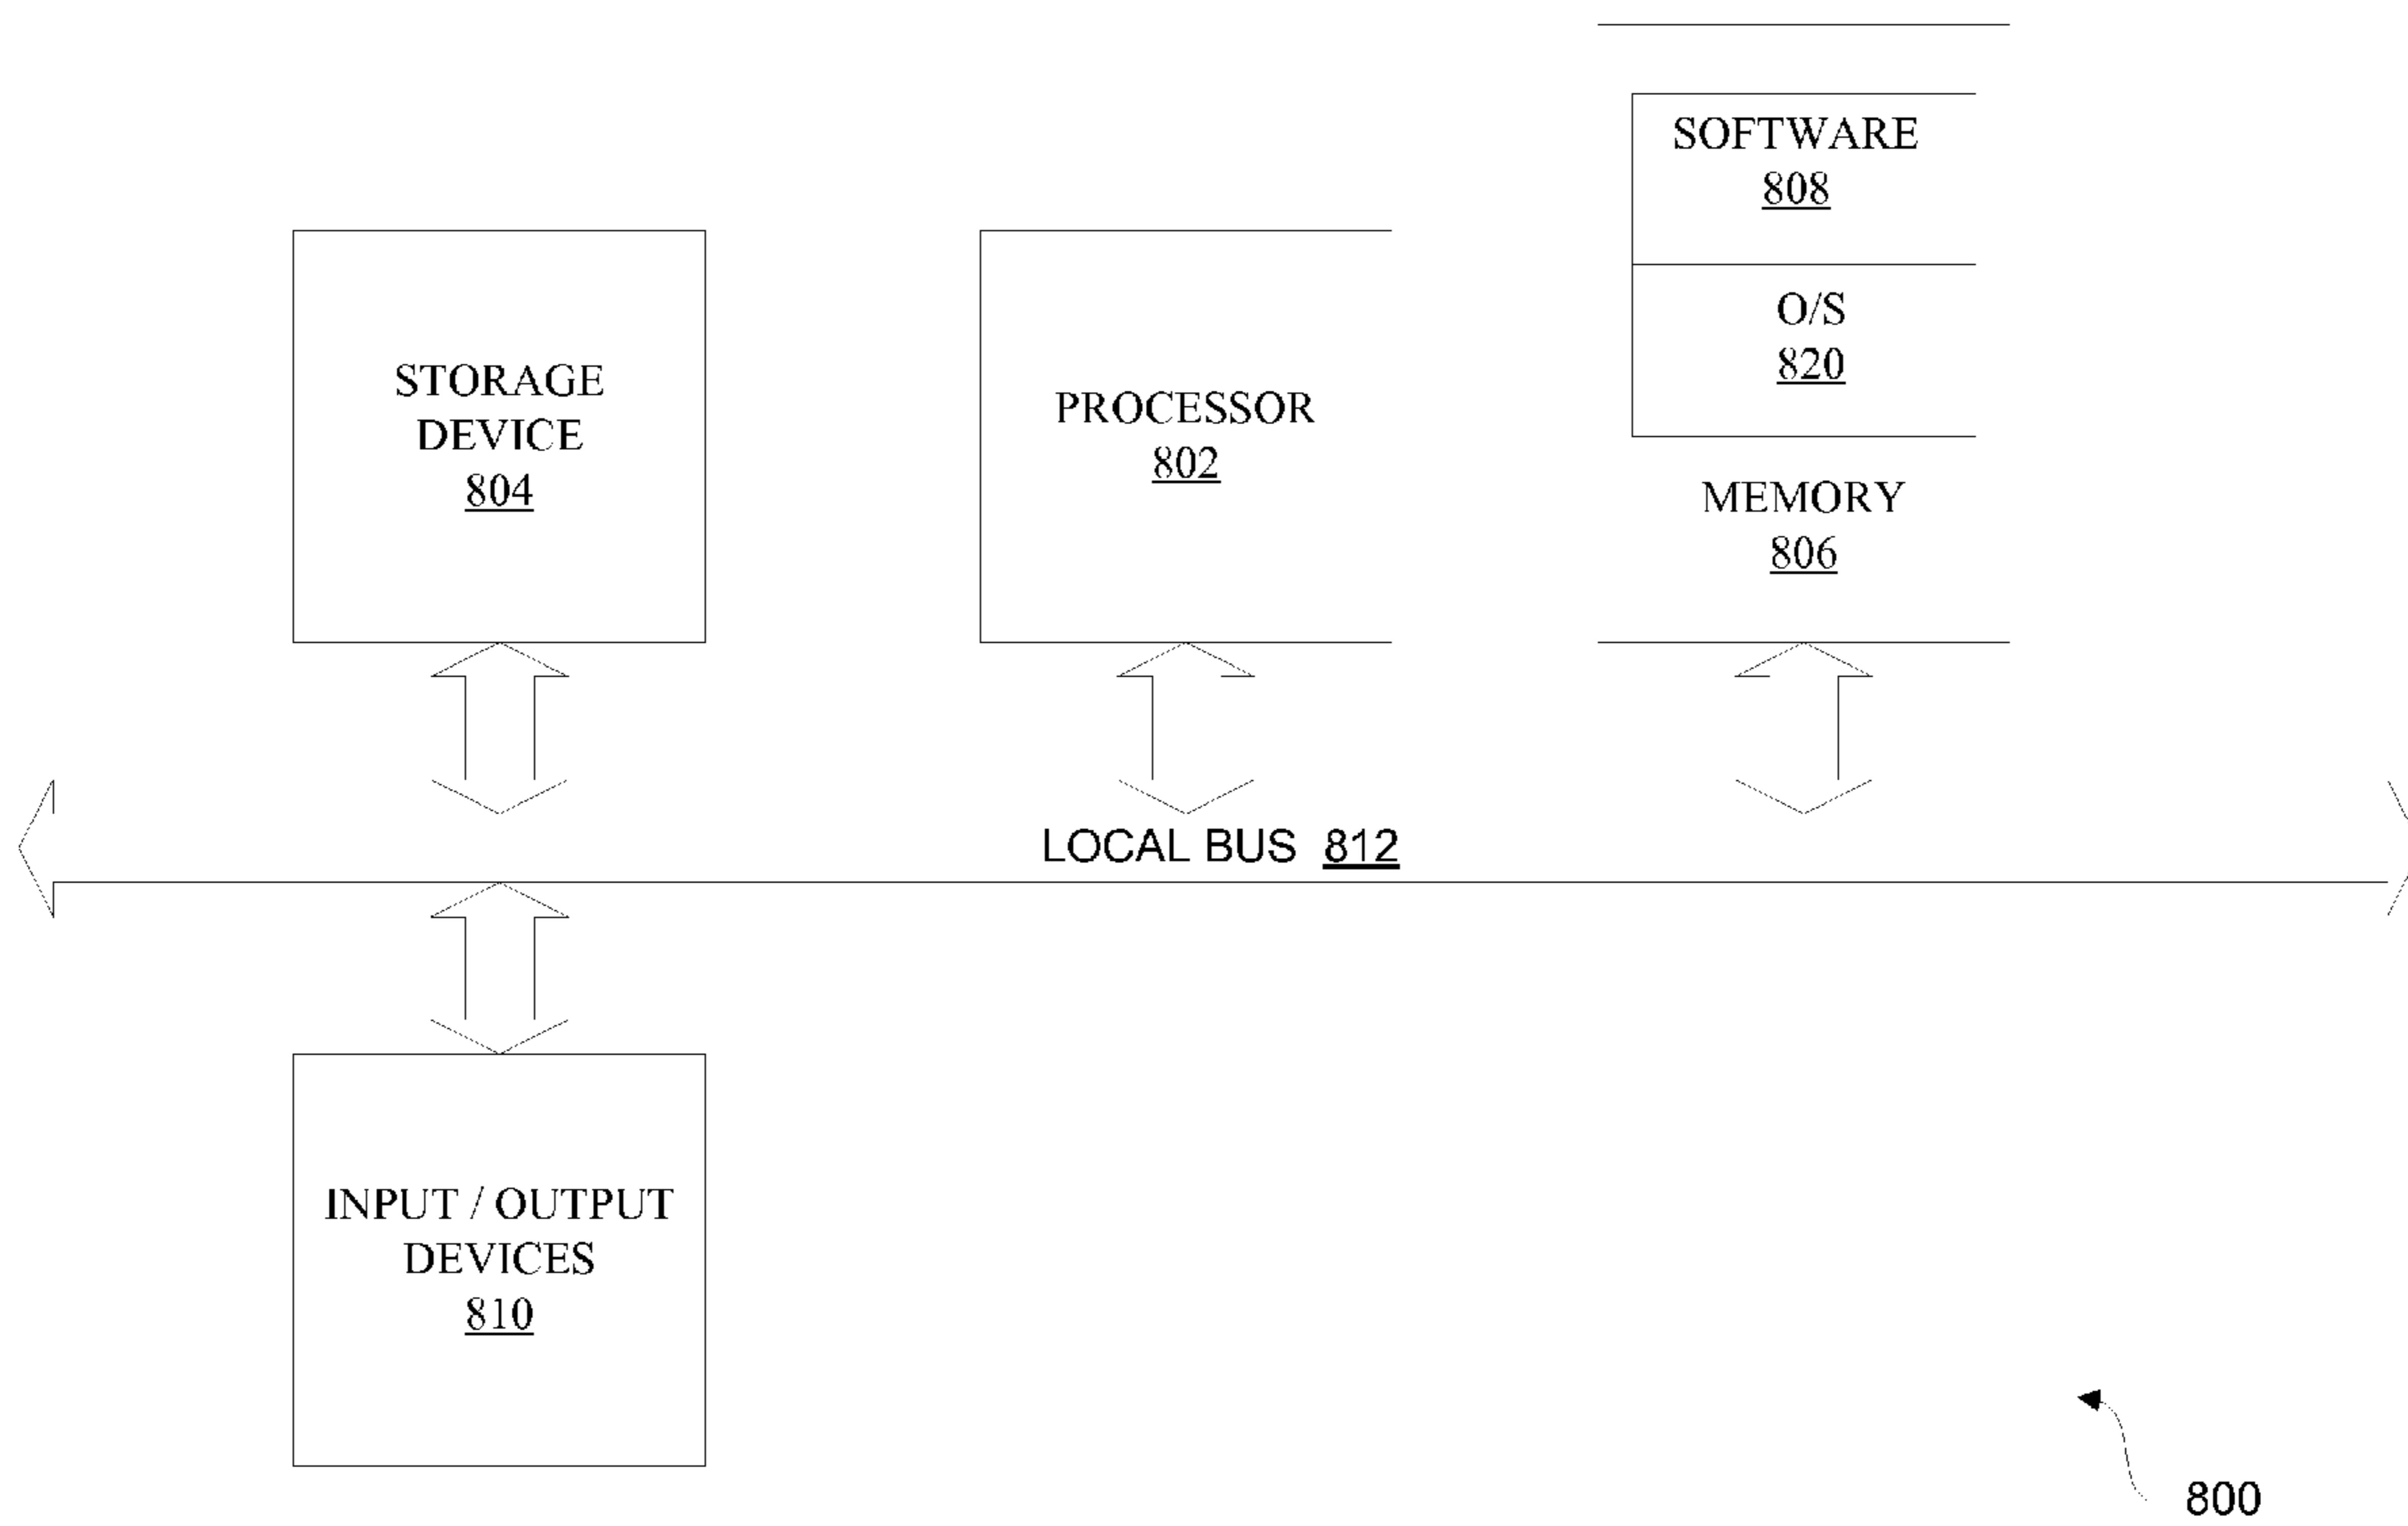 SOFTWARE
808
O/S
820
MEMORY
806
STORAGE
DEVICE
804
PROCESSOR
802
LOCAL BUS 812
INPUT / OUTPUT
DEVICES
810
800